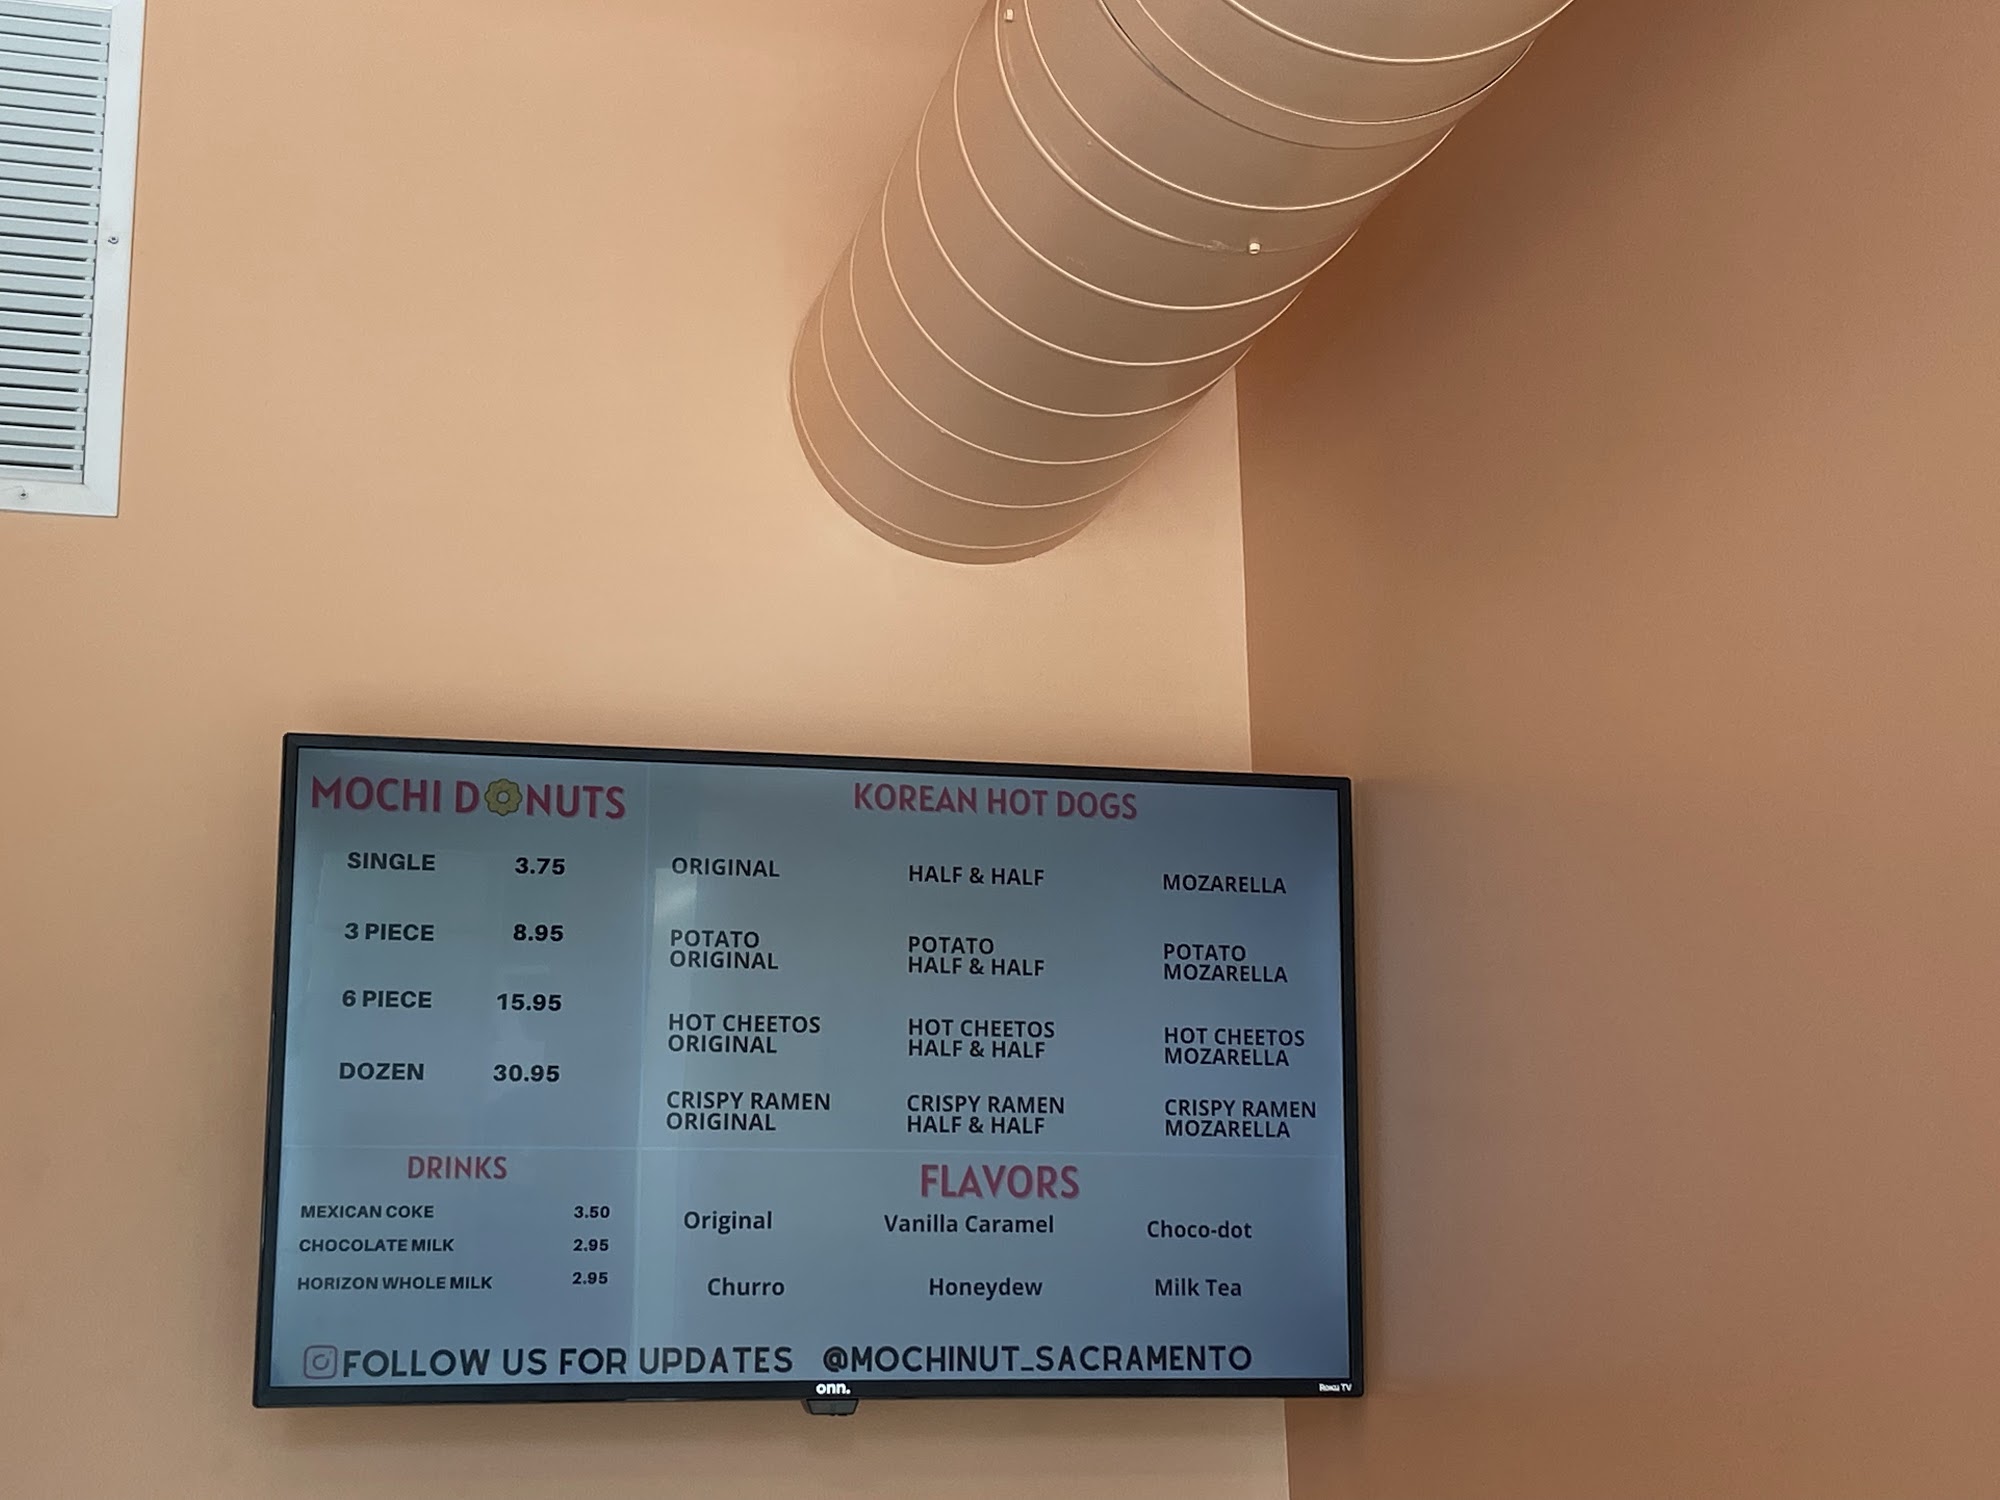 MOCHI DONUTS
SINGLE 3.75
3 PIECE 8.95
6 PIECE 15.95
DOZEN 30.95
KOREAN HOT DOGS
ORIGINAL
HALF & HALF
MOZARELLA
POTATO
ORIGINAL
POTATO
HALF & HALF
POTATO
MOZARELLA
HOT CHEETOS
ORIGINAL
HOT CHEETOS
HALF & HALF
HOT CHEETOS
MOZARELLA
CRISPY RAMEN
ORIGINAL
CRISPY RAMEN
HALF & HALF
CRISPY RAMEN
MOZARELLA
DRINKS
MEXICAN COKE 3.50
CHOCOLATE MILK 2.95
HORIZON WHOLE MILK 2.95
FLAVORS
Original
Vanilla Caramel
Choco-dot
Churro
Honeydew
Milk Tea
FOLLOW US FOR UPDATES @MOCHINUT_SACRAMENTO
onn.
Roku TV